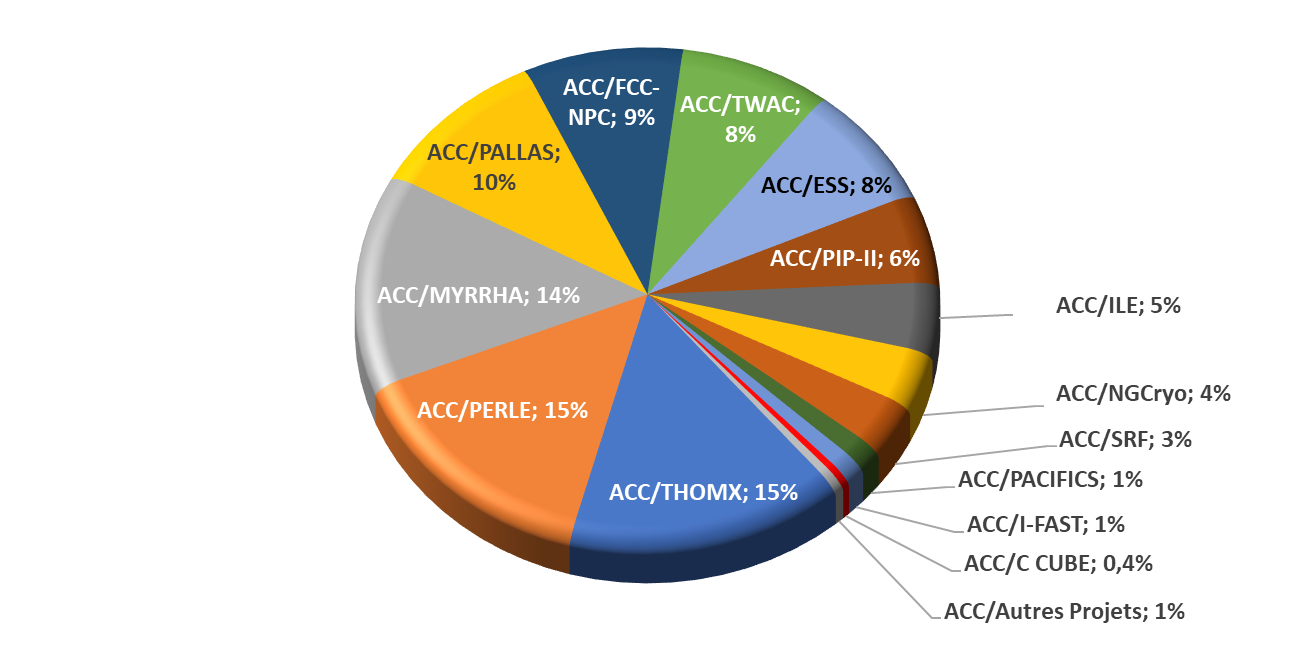 ACC/FCC-
NPC; 9%
ACC/TWAC;
8%
ACC/PALLAS;
10%
ACC/ESS; 8%
ACC/PIP-II; 6%
ACC/MYRRHA; 14%
ACC/ILE; 5%
ACC/NGCryo; 4%
ACC/PERLE; 15%
ACC/SRF; 3%
ACC/PACIFICS; 1%
ACC/THOMX; 15%
ACC/I-FAST; 1%
ACC/C CUBE; 0,4%
ACC/Autres Projets; 1%